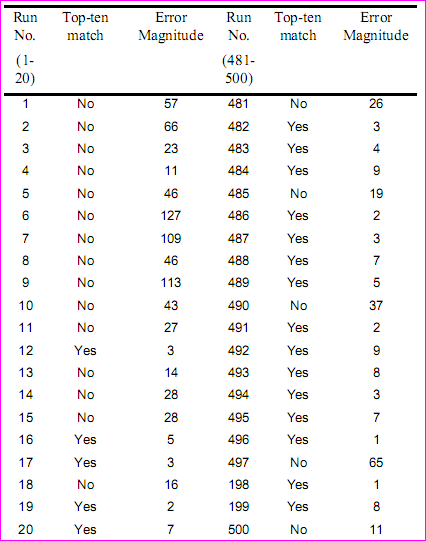 Run Top-ten Error Run Top-ten Error
No. match Magnitude No. match Magnitude
(1- (481-
20) 500)
1 No 57 481 No 26
2 No 66 482 Yes 3
3 No 23 483 Yes 4
4 No 11 484 Yes 9
5 No 46 485 No 19
6 No 127 486 Yes 2
7 No 109 487 Yes 3
8 No 46 488 Yes 7
9 No 113 489 Yes 5
10 No 43 490 No 37
11 No 27 491 Yes 2
12 Yes 3 492 Yes 9
13 No 14 493 Yes 8
14 No 28 494 Yes 3
15 No 28 495 Yes 7
16 Yes 5 496 Yes 1
17 Yes 3 497 No 65
18 No 16 198 Yes 1
19 Yes 2 199 Yes 8
20 Yes 7 500 No 11